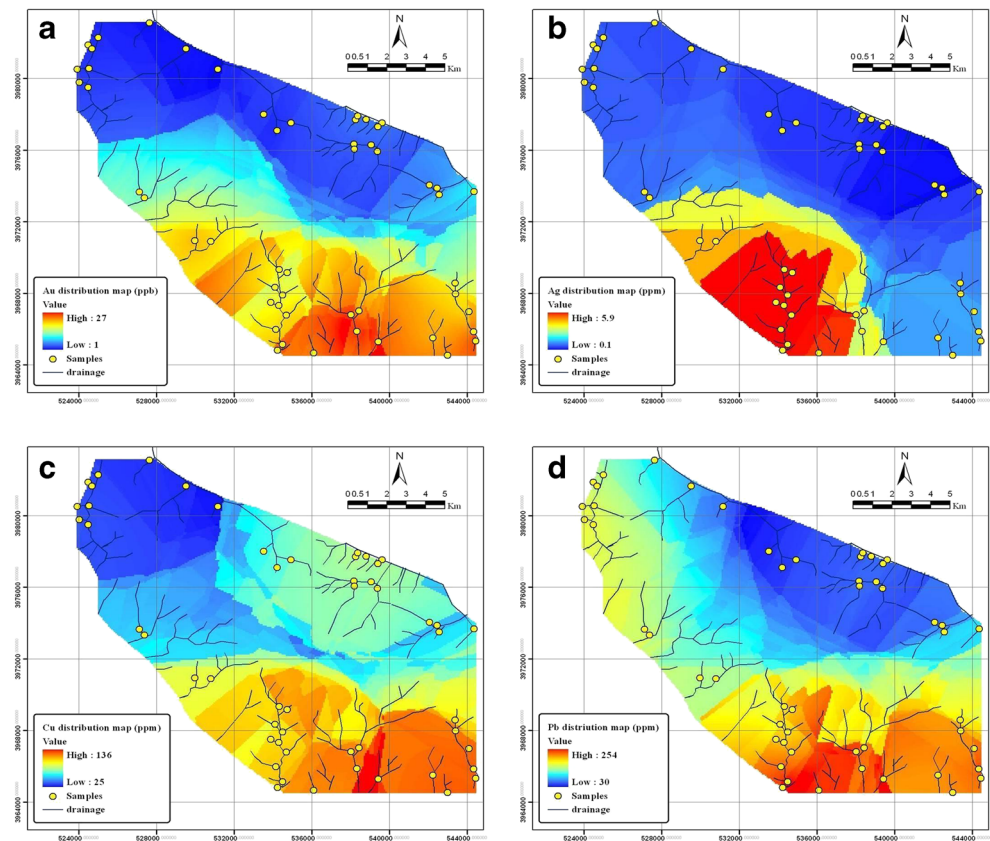 a
N
0 0.5 1 2 3 4 5
Km
3980000
3976000
3972000
3968000
3964000
Au distribution map (ppb)
Value
High : 27
Low : 1
Samples
drainage
524000 528000 532000 536000 540000 544000
b
N
0 0.5 1 2 3 4 5
Km
3980000
3976000
3972000
3968000
3964000
Ag distribution map (ppm)
Value
High : 5.9
Low : 0.1
Samples
drainage
524000 528000 532000 536000 540000 544000
c
N
0 0.5 1 2 3 4 5
Km
3980000
3976000
3972000
3968000
3964000
Cu distribution map (ppm)
Value
High : 136
Low : 25
Samples
drainage
524000 528000 532000 536000 540000 544000
d
N
0 0.5 1 2 3 4 5
Km
3980000
3976000
3972000
3968000
3964000
Pb distriution map (ppm)
Value
High : 254
Low : 30
Samples
drainage
524000 528000 532000 536000 540000 544000